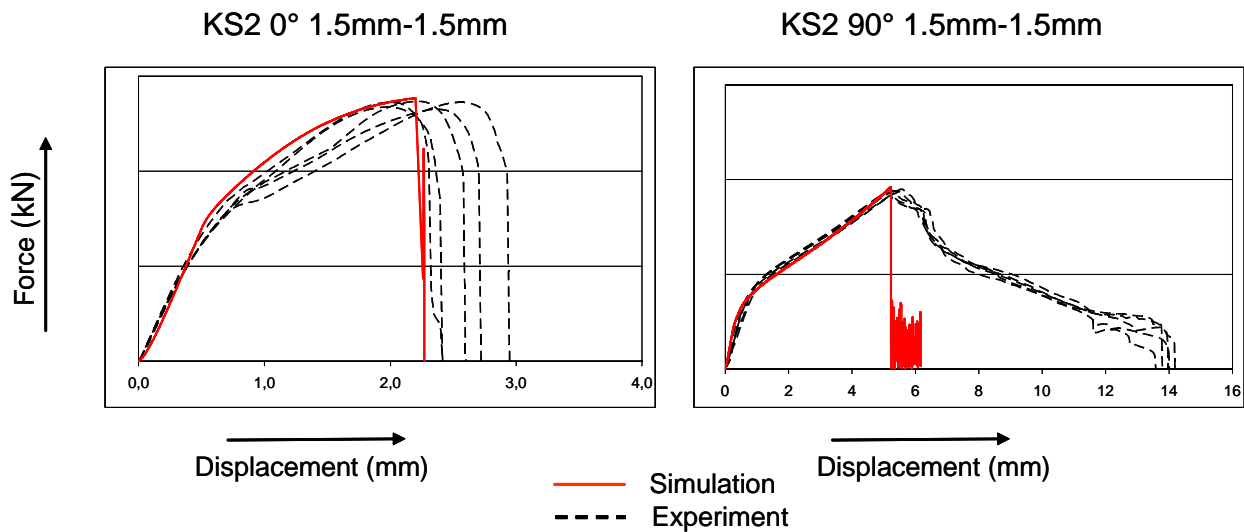 KS2 0° 1.5mm-1.5mm
KS2 90° 1.5mm-1.5mm
Force (kN)
0,0 1,0 2,0 3,0 4,0
0 2 4 6 8 10 12 14 16
Displacement (mm)
Displacement (mm)
Simulation
Experiment